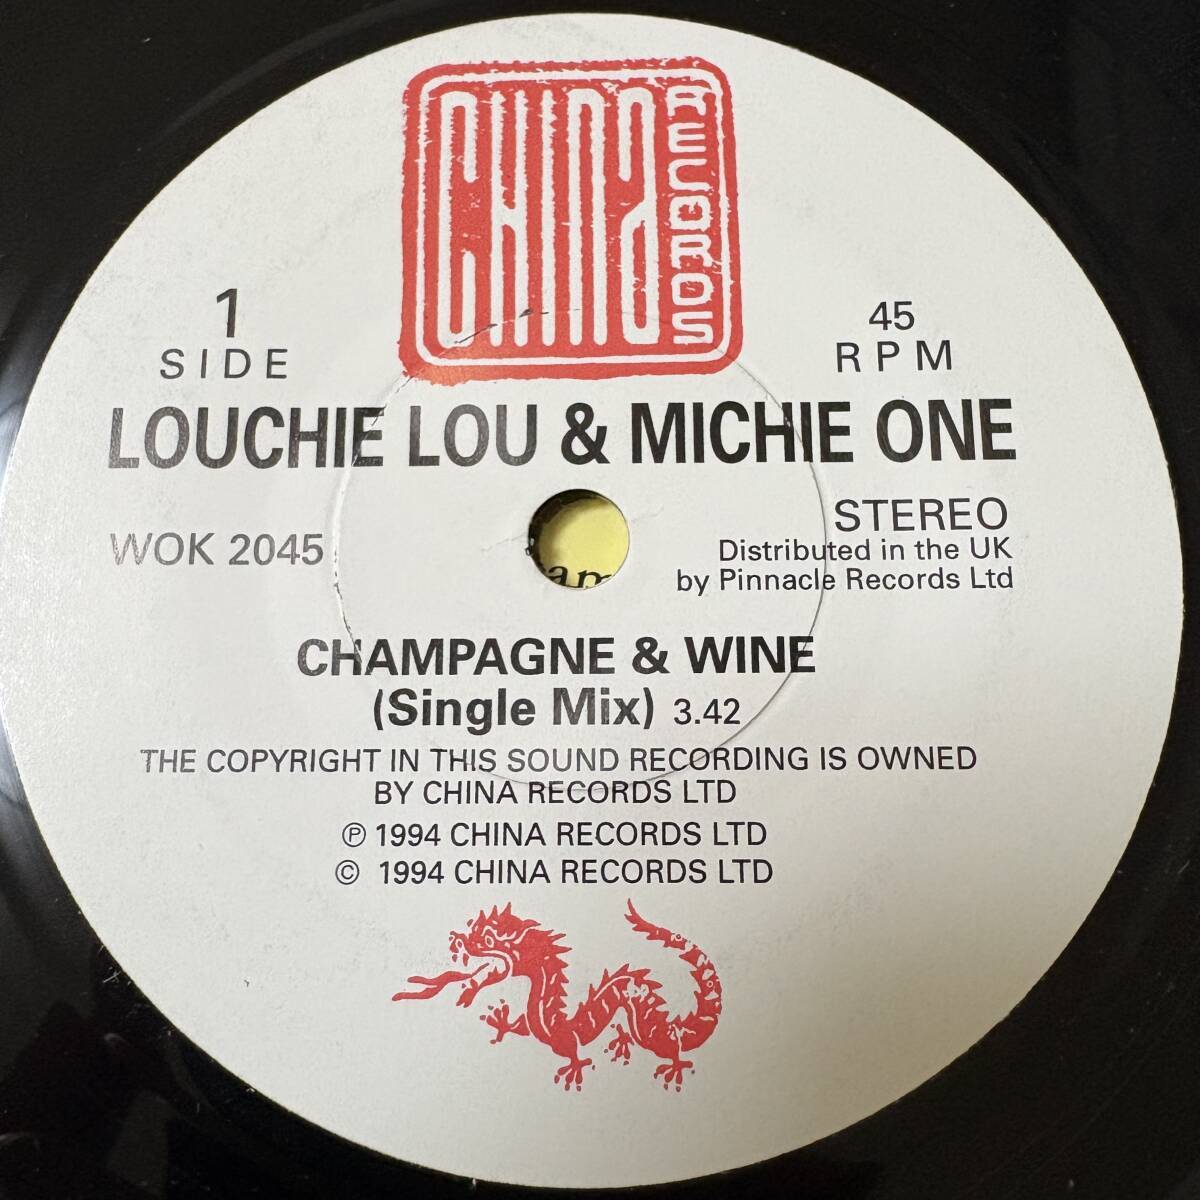 CHINA RECORDS
1
SIDE
45
RPM
LOUCHIE LOU & MICHIE ONE
WOK 2045
STEREO
Distributed in the UK
by Pinnacle Records Ltd
am
CHAMPAGNE & WINE
(Single Mix) 3.42
THE COPYRIGHT IN THIS SOUND RECORDING IS OWNED
BY CHINA RECORDS LTD
℗ 1994 CHINA RECORDS LTD
© 1994 CHINA RECORDS LTD